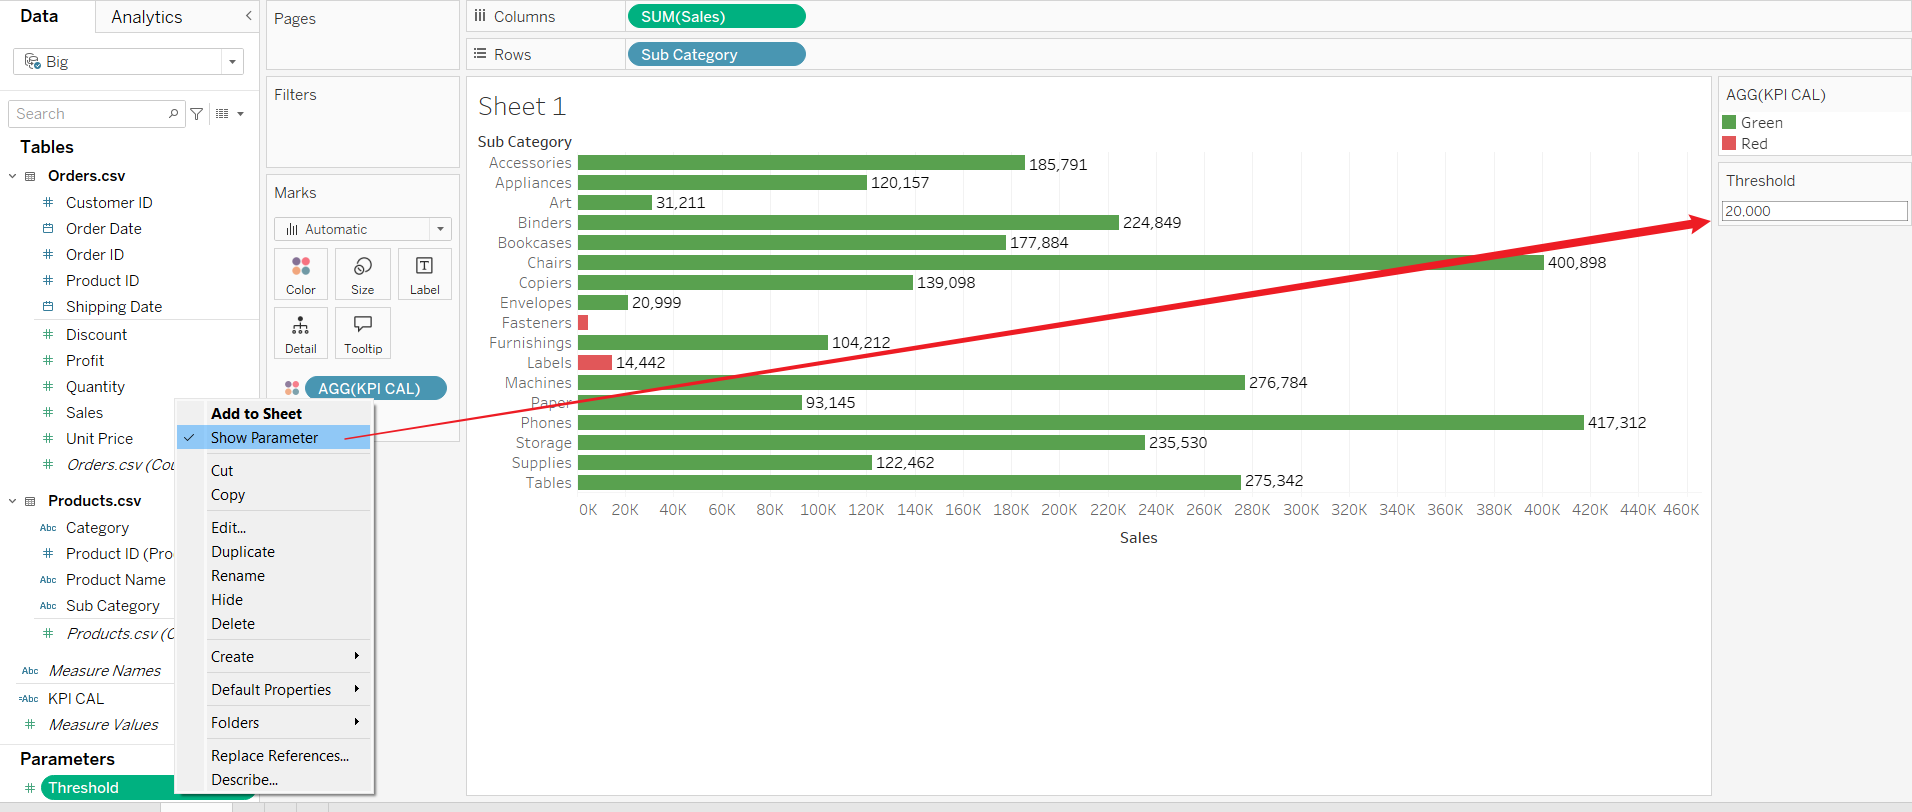 Data
Analytics
Big
Search
Tables
Orders.csv
Customer ID
Order Date
Order ID
Product ID
Shipping Date
Discount
Profit
Quantity
Sales
Unit Price
Orders.csv (Cou
Products.csv
Abc Category
Product ID (Pro
Abc Product Name
Abc Sub Category
Products.csv (C
Abc Measure Names
=Abc KPI CAL
Measure Values
Parameters
Threshold
Pages
Filters
Marks
Automatic
Color Size Label
Detail Tooltip
AGG(KPI CAL)
Add to Sheet
Show Parameter
Cut
Copy
Edit...
Duplicate
Rename
Hide
Delete
Create
Default Properties
Folders
Replace References...
Describe...
Columns SUM(Sales)
Rows Sub Category
Sheet 1
Sub Category
Accessories 185,791
Appliances 120,157
Art 31,211
Binders 224,849
Bookcases 177,884
Chairs 400,898
Copiers 139,098
Envelopes 20,999
Fasteners
Furnishings 104,212
Labels 14,442
Machines 276,784
Paper 93,145
Phones 417,312
Storage 235,530
Supplies 122,462
Tables 275,342
0K 20K 40K 60K 80K 100K 120K 140K 160K 180K 200K 220K 240K 260K 280K 300K 320K 340K 360K 380K 400K 420K 440K 460K
Sales
AGG(KPI CAL)
Green
Red
Threshold
20,000